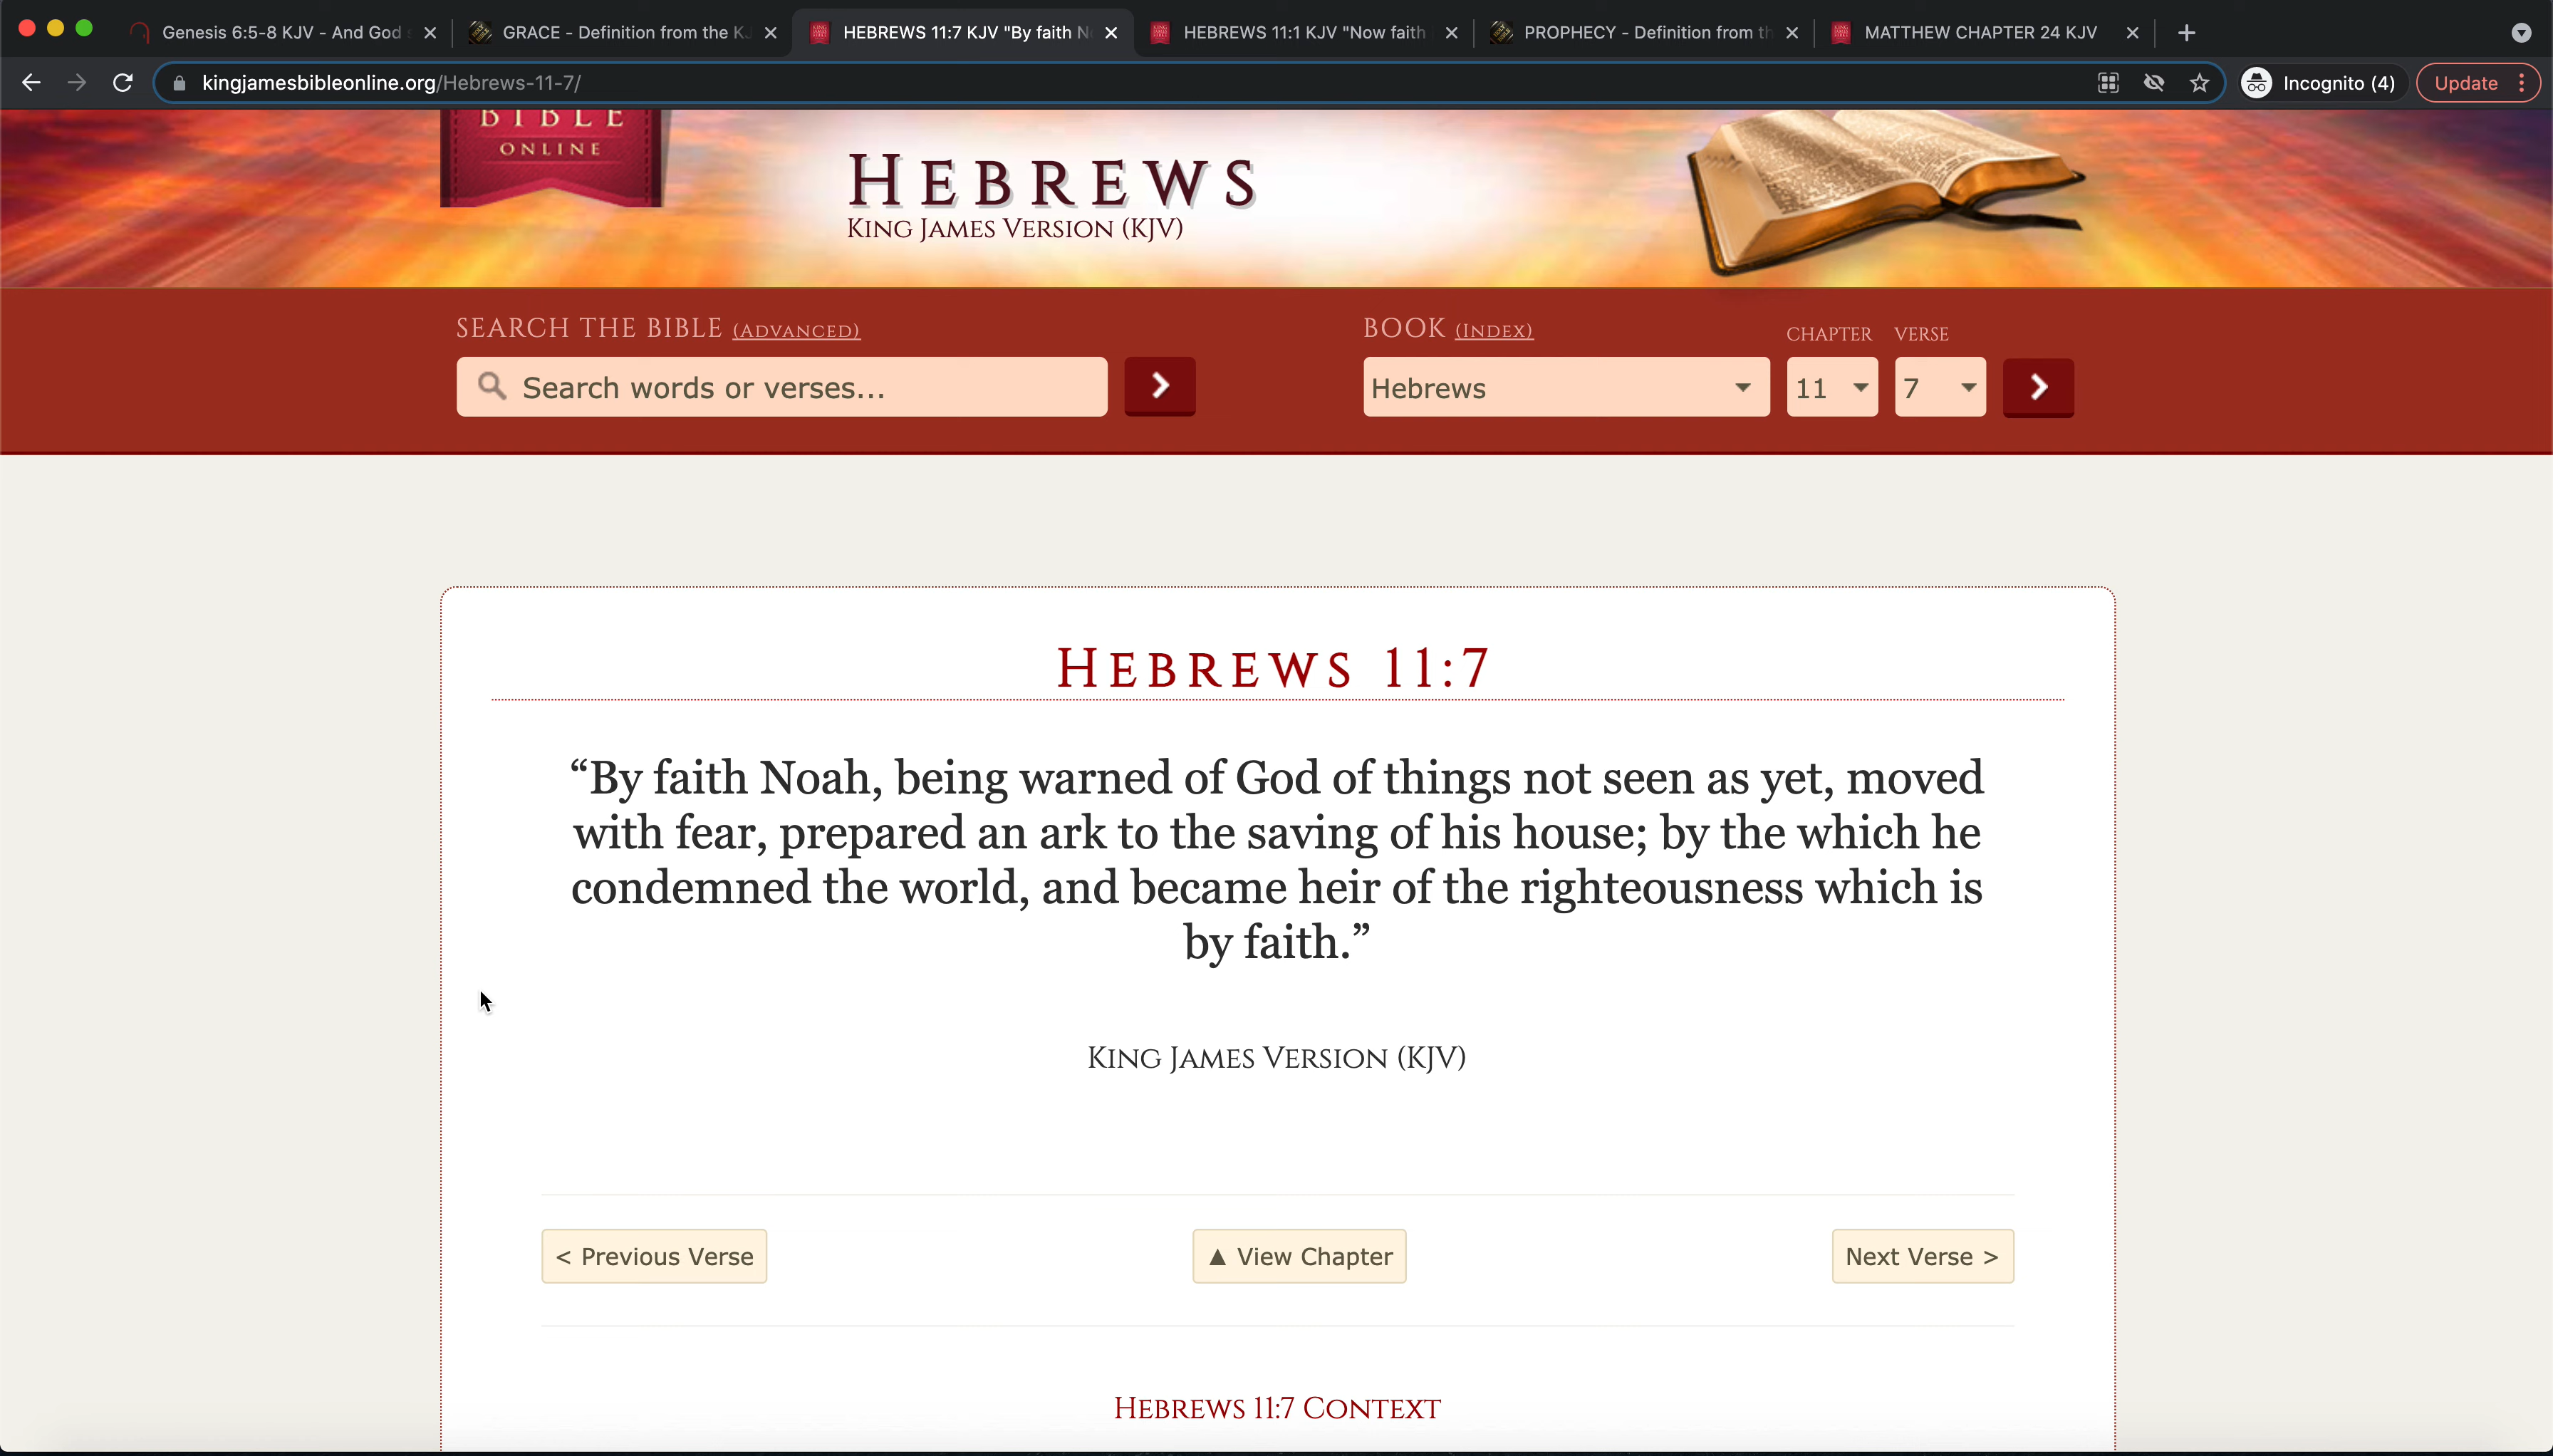 Genesis 6:5-8 KJV - And God
GRACE - Definition from the KJ
HEBREWS 11:7 KJV "By faith N
HEBREWS 11:1 KJV "Now faith
PROPHECY - Definition from th
MATTHEW CHAPTER 24 KJV
kingjamesbibleonline.org/Hebrews-11-7/
Incognito (4)
Update
BIBLE
ONLINE
HEBREWS
KING JAMES VERSION (KJV)
SEARCH THE BIBLE (ADVANCED)
BOOK (INDEX)
CHAPTER
VERSE
Search words or verses...
Hebrews
11
7
HEBREWS 11:7
“By faith Noah, being warned of God of things not seen as yet, moved
with fear, prepared an ark to the saving of his house; by the which he
condemned the world, and became heir of the righteousness which is
by faith.”
KING JAMES VERSION (KJV)
< Previous Verse
▲ View Chapter
Next Verse >
HEBREWS 11:7 CONTEXT